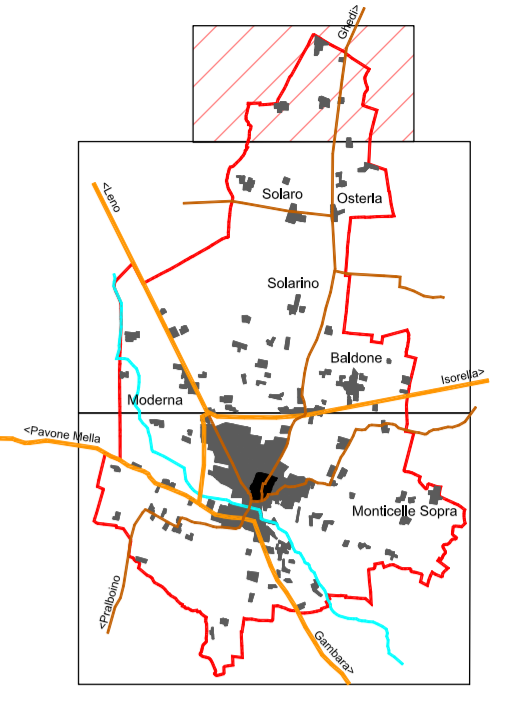 Ghedi>
<Leno
Solaro
Osterla
Solarino
Baldone
Isorella>
Moderna
<Pavone Mella
Monticelle Sopra
<Pralboino
Gambara>